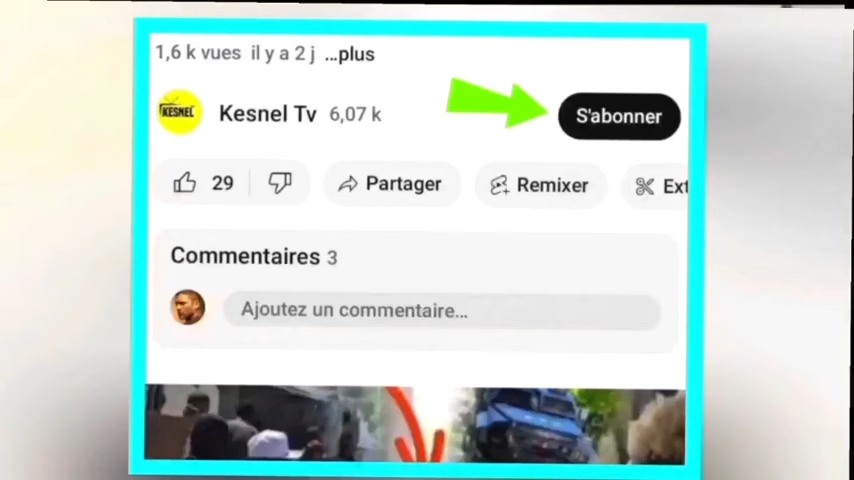 1,6 k vues il y a 2 j ...plus
KESNEL
Kesnel Tv 6,07 k
S'abonner
29
Partager
Remixer
Ext
Commentaires 3
Ajoutez un commentaire...